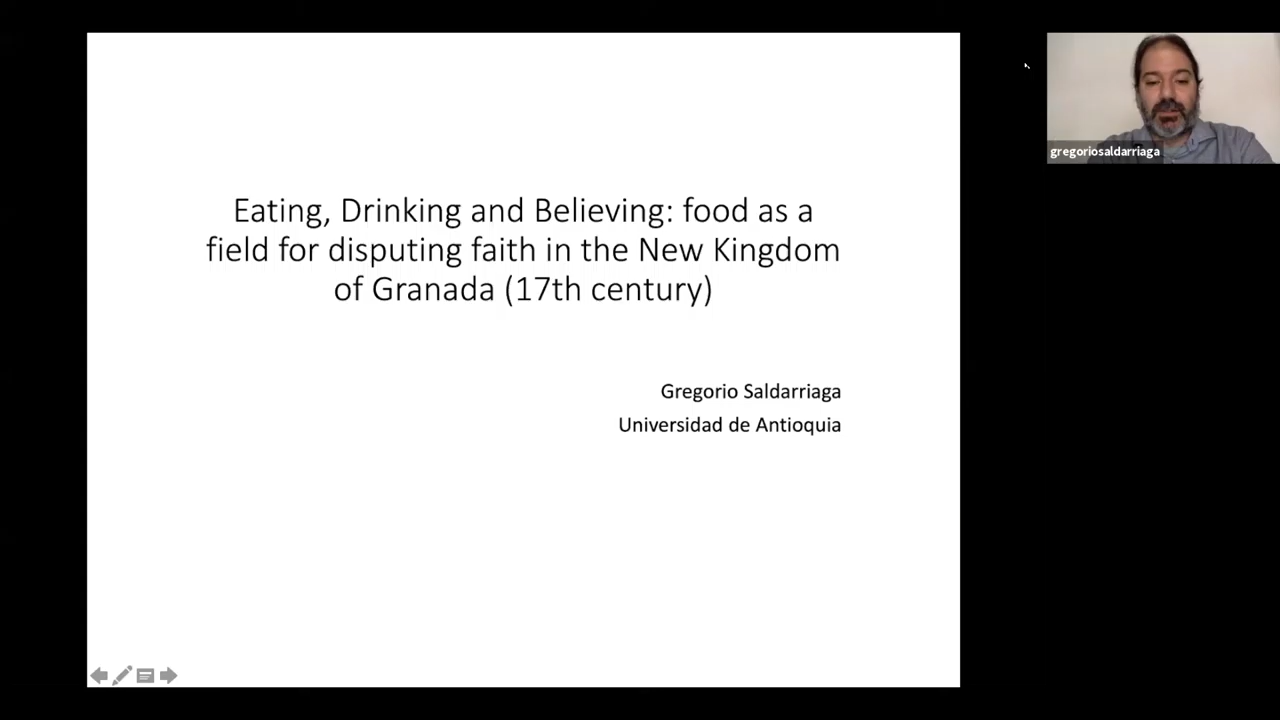 Eating, Drinking and Believing: food as a
field for disputing faith in the New Kingdom
of Granada (17th century)
Gregorio Saldarriaga
Universidad de Antioquia
gregoriosaldarriaga